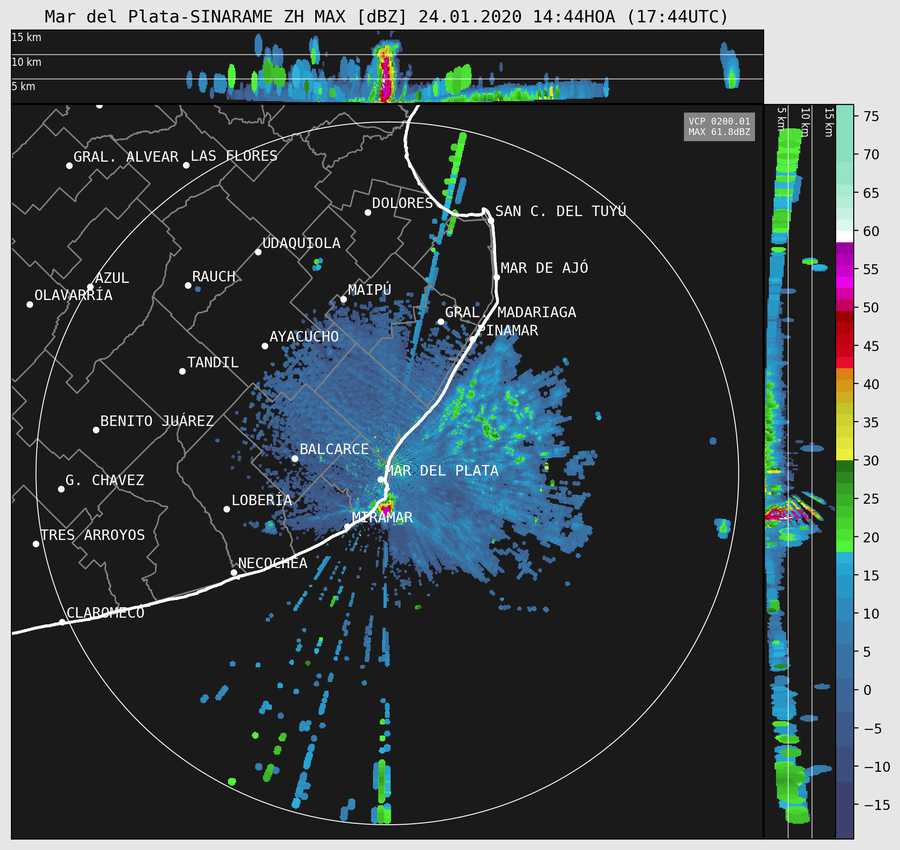 Mar del Plata-SINARAME ZH MAX [dBZ] 24.01.2020 14:44HOA (17:44UTC)
15 km
10 km
5 km
5 km
10 km
15 km
VCP 0200.01
MAX 61.8dBZ
GRAL. ALVEAR
LAS FLORES
DOLORES
SAN C. DEL TUYÚ
UDAQUIOLA
MAR DE AJÓ
AZUL
RAUCH
OLAVARRÍA
MAIPÚ
GRAL. MADARIAGA
PINAMAR
AYACUCHO
TANDIL
BENITO JUÁREZ
BALCARCE
MAR DEL PLATA
G. CHAVEZ
LOBERÍA
MIRAMAR
TRES ARROYOS
NECOCHEA
CLAROMECÓ
75
70
65
60
55
50
45
40
35
30
25
20
15
10
5
0
−5
−10
−15